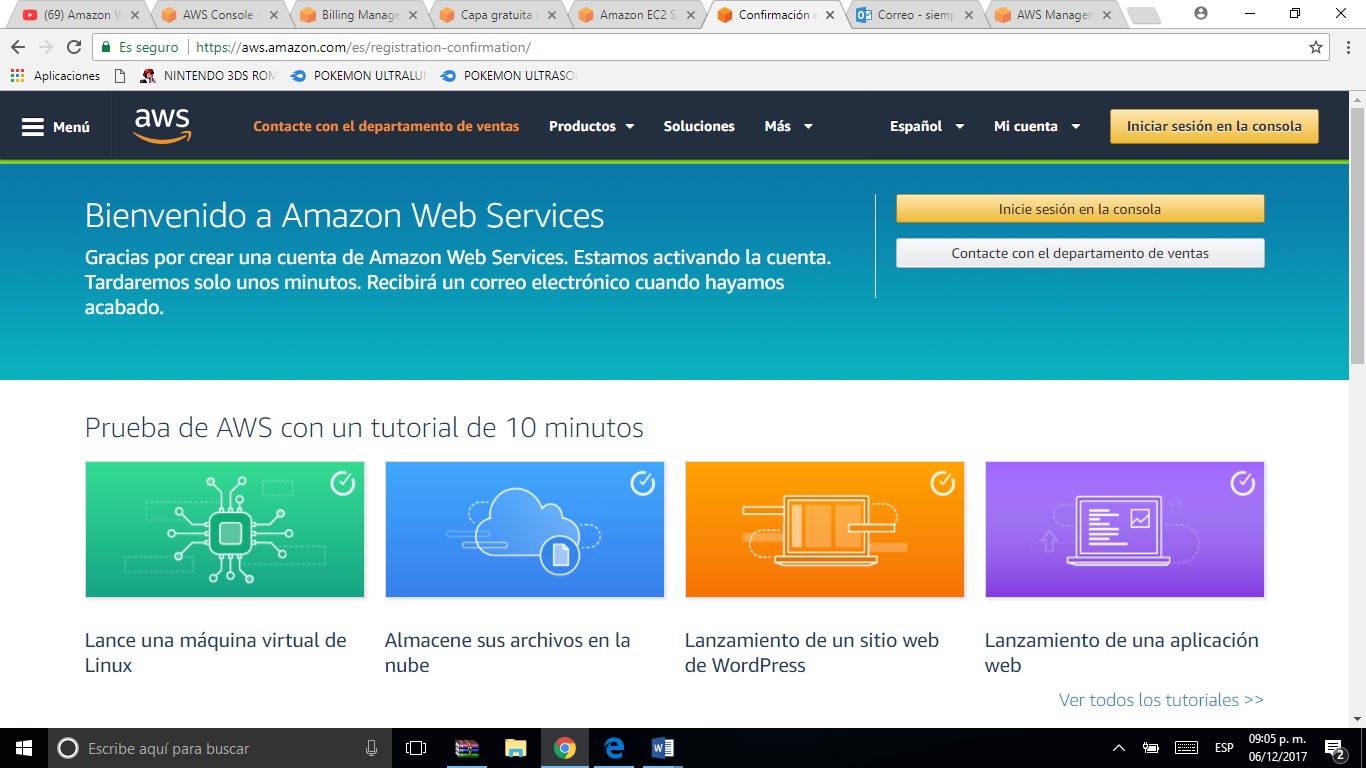 (69) Amazon W
AWS Console -
Billing Manage
Capa gratuita
Amazon EC2 S
Confirmación
Correo - siemp
AWS Managem
Es seguro
https://aws.amazon.com/es/registration-confirmation/
Aplicaciones
NINTENDO 3DS ROM
POKEMON ULTRALU
POKEMON ULTRASO
Menú
aws
Contacte con el departamento de ventas
Productos
Soluciones
Más
Español
Mi cuenta
Iniciar sesión en la consola
Bienvenido a Amazon Web Services
Gracias por crear una cuenta de Amazon Web Services. Estamos activando la cuenta.
Tardaremos solo unos minutos. Recibirá un correo electrónico cuando hayamos
acabado.
Inicie sesión en la consola
Contacte con el departamento de ventas
Prueba de AWS con un tutorial de 10 minutos
Lance una máquina virtual de
Linux
Almacene sus archivos en la
nube
Lanzamiento de un sitio web
de WordPress
Lanzamiento de una aplicación
web
Ver todos los tutoriales >>
Escribe aquí para buscar
ESP
09:05 p. m.
06/12/2017
2